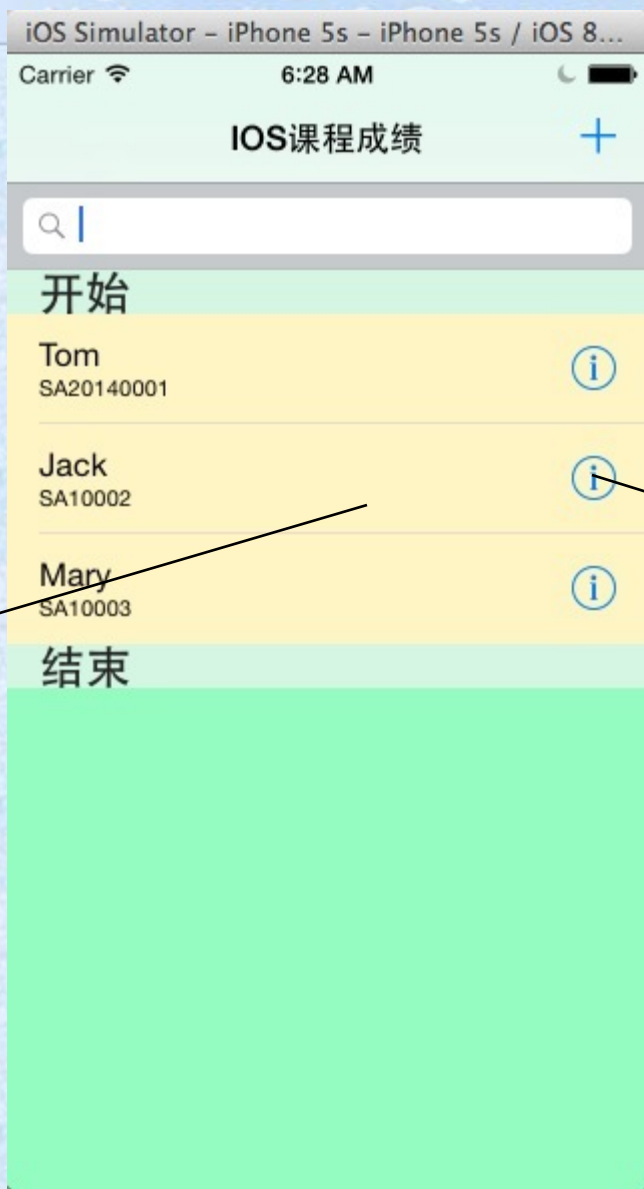 iOS Simulator – iPhone 5s – iPhone 5s / iOS 8...
Carrier 6:28 AM
IOS课程成绩 +
开始
Tom
SA20140001
Jack
SA10002
Mary
SA10003
结束